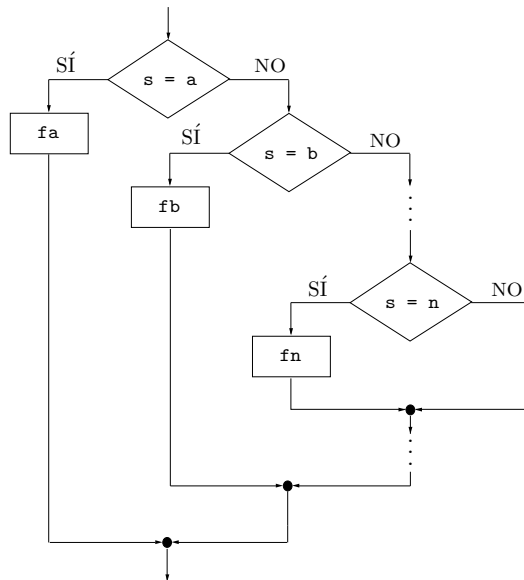 s = a
SÍ
NO
fa
s = b
SÍ
NO
fb
s = n
SÍ
NO
fn